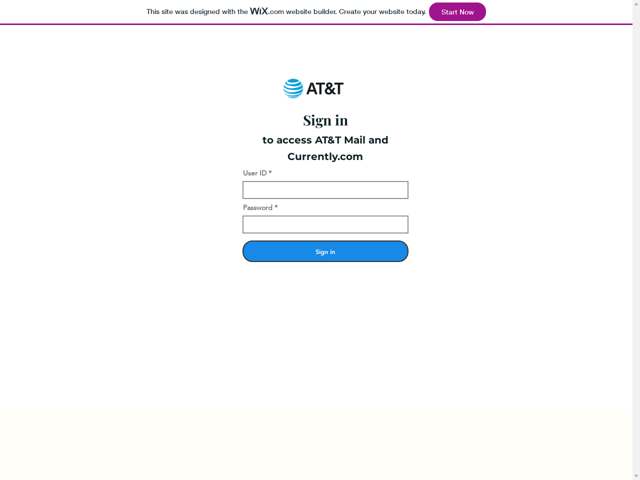 This site was designed with the WiX.com website builder. Create your website today. Start Now
AT&T
Sign in
to access AT&T Mail and
Currently.com
User ID *
Password *
Sign in